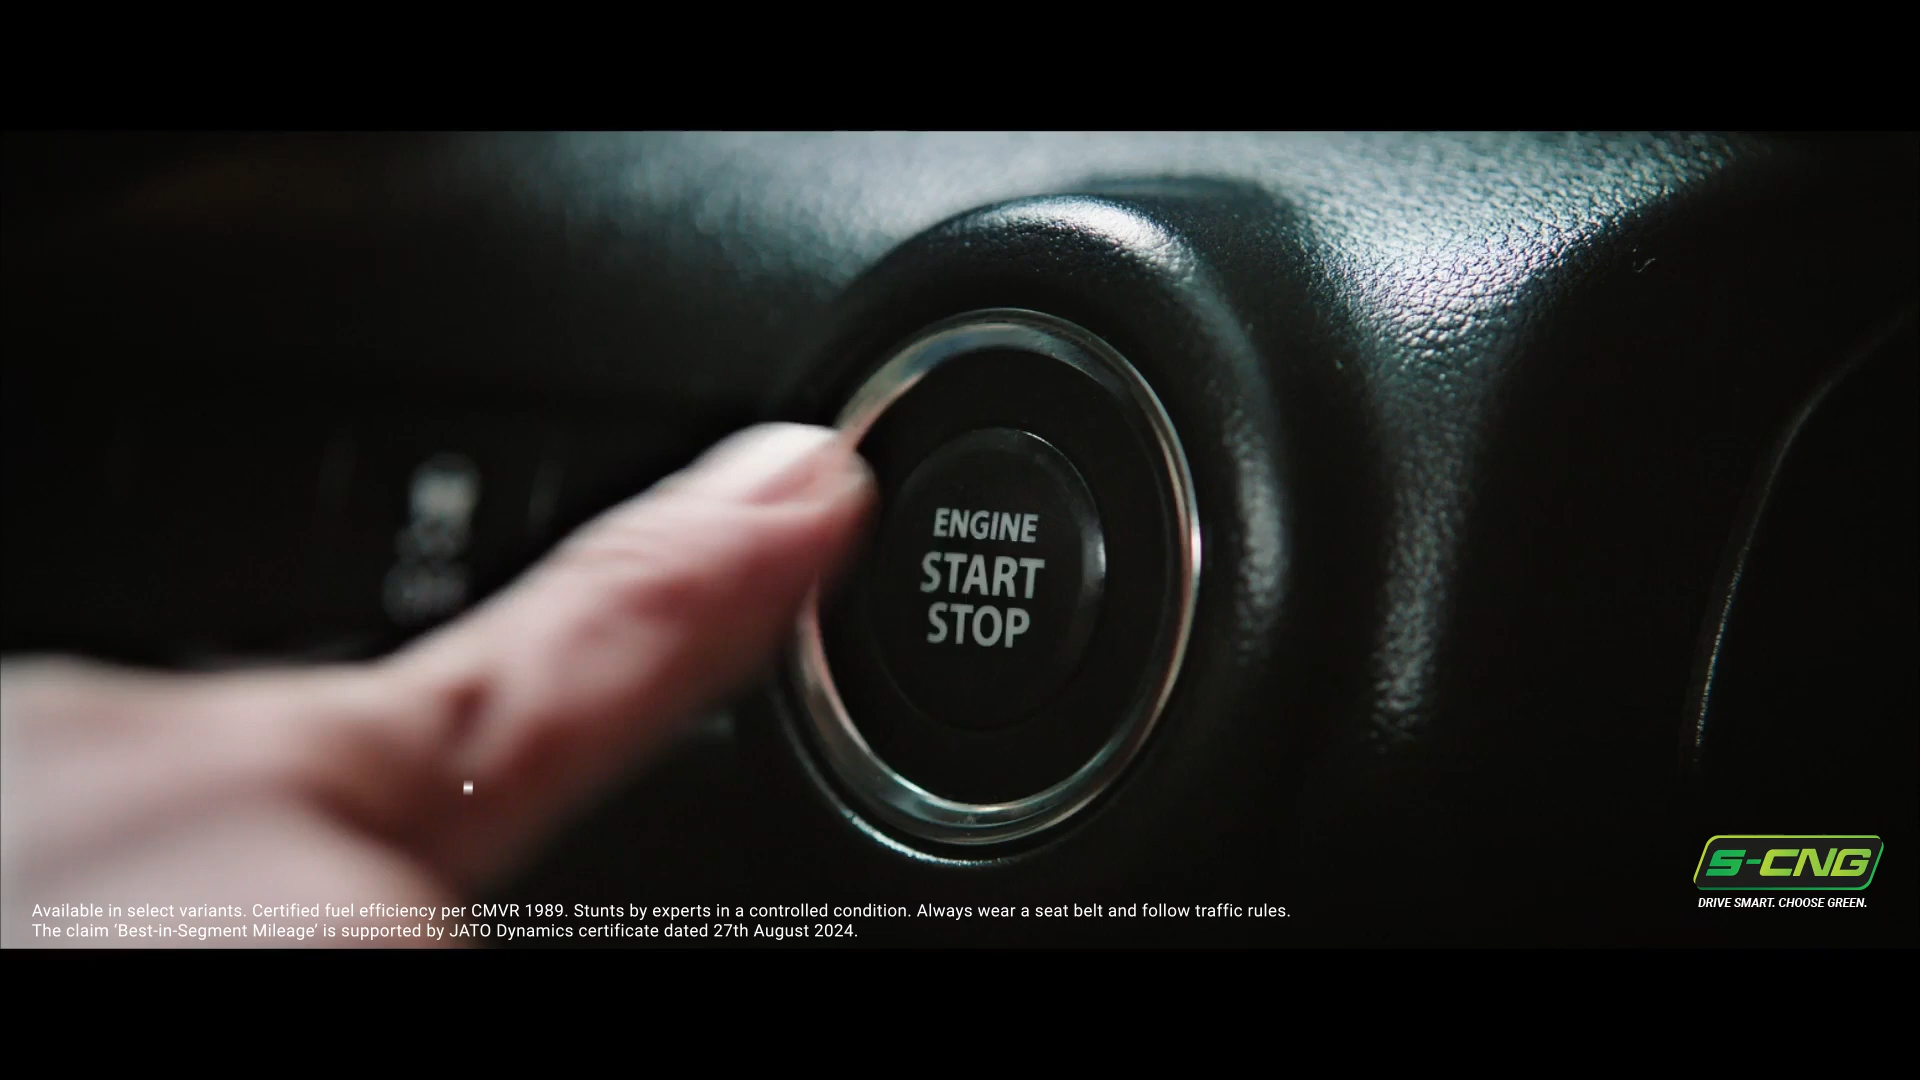 ENGINE
START
STOP
S-CNG
DRIVE SMART. CHOOSE GREEN.
Available in select variants. Certified fuel efficiency per CMVR 1989. Stunts by experts in a controlled condition. Always wear a seat belt and follow traffic rules.
The claim ‘Best-in-Segment Mileage’ is supported by JATO Dynamics certificate dated 27th August 2024.